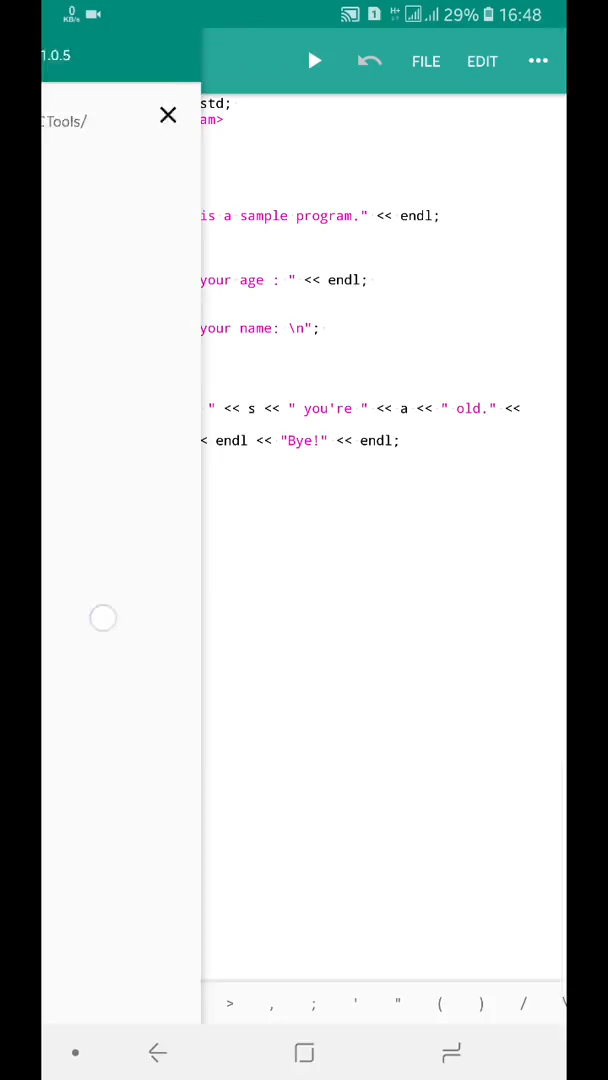 0
KB/s
1
H+
29%
16:48
1.0.5
FILE
EDIT
•••
Tools/
std;
am>
is a sample program." << endl;
your age : " << endl;
your name: \n";
" << s << " you're " << a << " old." <<
< endl << "Bye!" << endl;
> , ; ' " ( ) / \